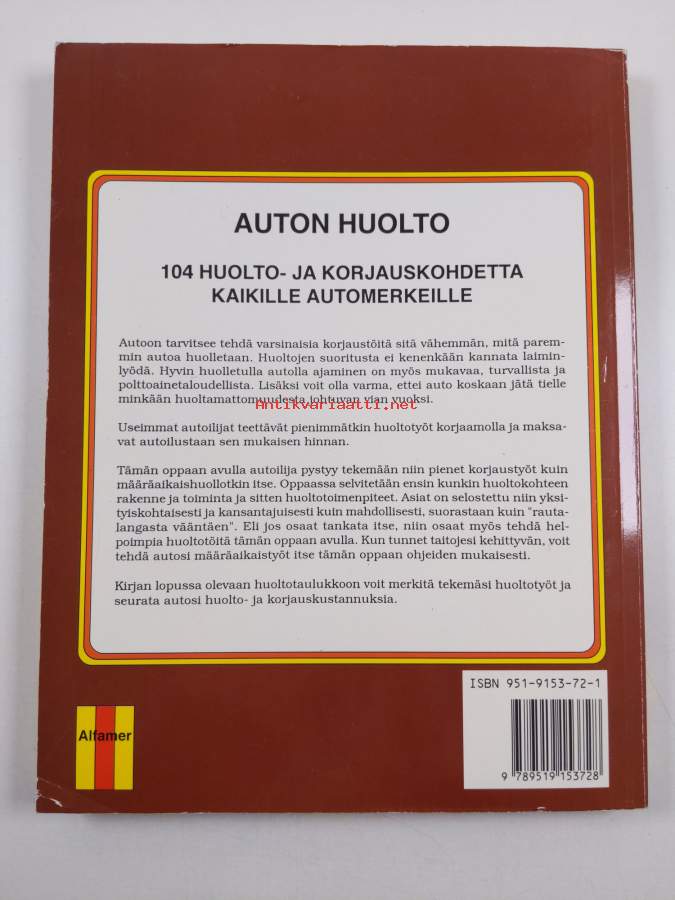 AUTON HUOLTO
104 HUOLTO- JA KORJAUSKOHDETTA
KAIKILLE AUTOMERKEILLE
Autoon tarvitsee tehdä varsinaisia korjaustöitä sitä vähemmän, mitä parem-
min autoa huolletaan. Huoltojen suoritusta ei kenenkään kannata laimin-
lyödä. Hyvin huolletulla autolla ajaminen on myös mukavaa, turvallista ja
polttoainetaloudellista. Lisäksi voit olla varma, ettei auto koskaan jätä tielle
minkään huoltamattomuudesta johtuvan vian vuoksi.
Antikvariaatti.net
Useimmat autoilijat teettävät pienimmätkin huoltotyöt korjaamolla ja maksa-
vat autoilustaan sen mukaisen hinnan.
Tämän oppaan avulla autoilija pystyy tekemään niin pienet korjaustyöt kuin
määräaikaishuollotkin itse. Oppaassa selvitetään ensin kunkin huoltokohteen
rakenne ja toiminta ja sitten huoltotoimenpiteet. Asiat on selostettu niin yksi-
tyiskohtaisesti ja kansantajuisesti kuin mahdollisesti, suorastaan kuin "rauta-
langasta vääntäen". Eli jos osaat tankata itse, niin osaat myös tehdä hel-
poimpia huoltotöitä tämän oppaan avulla. Kun tunnet taitojesi kehittyvän, voit
tehdä autosi määräaikaistyöt itse tämän oppaan ohjeiden mukaisesti.
Kirjan lopussa olevaan huoltotaulukkoon voit merkitä tekemäsi huoltotyöt ja
seurata autosi huolto- ja korjauskustannuksia.
ISBN 951-9153-72-1
Alfamer
9 789519 153728